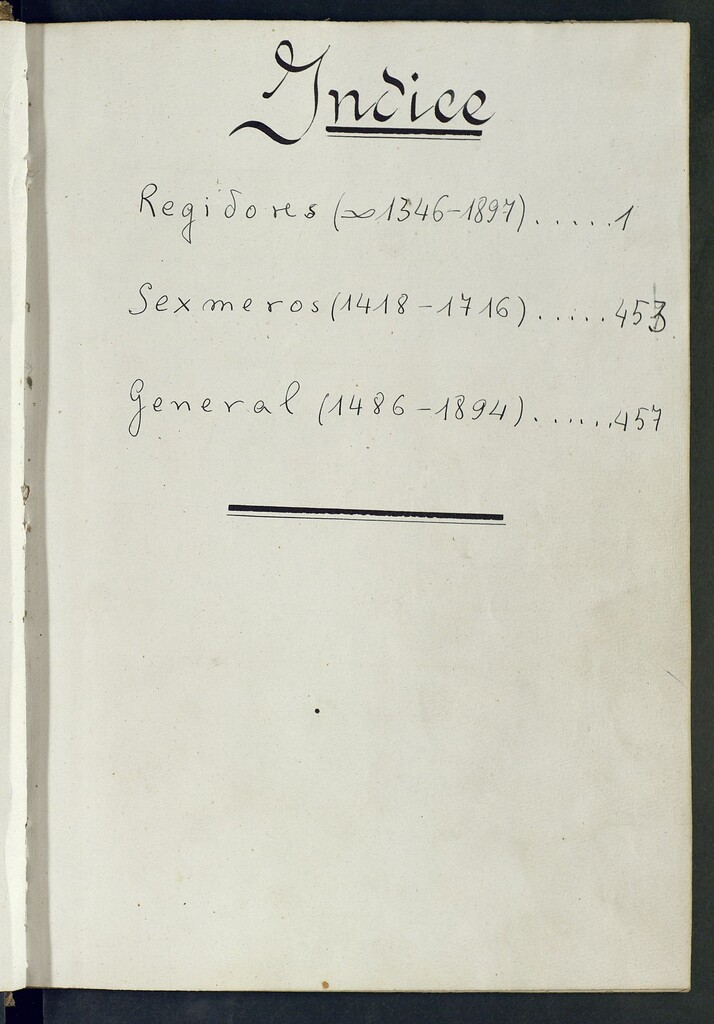 Indice
Regidores (∞1346-1897).....1
Sexmeros (1418-1716).....453
General (1486-1894)......457